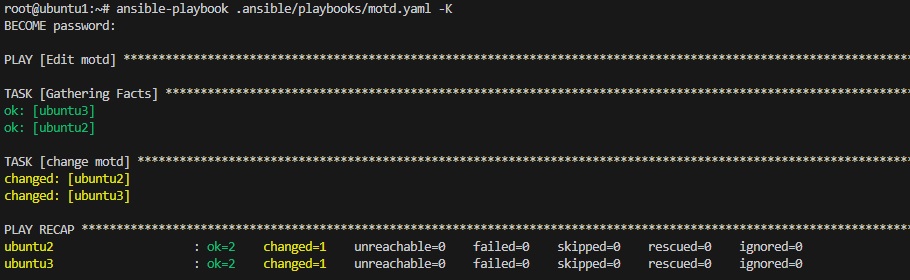 root@ubuntu1:~# ansible-playbook .ansible/playbooks/motd.yaml -K
BECOME password:
PLAY [Edit motd] ******************************************************************************************************************
TASK [Gathering Facts] ************************************************************************************************************
ok: [ubuntu3]
ok: [ubuntu2]
TASK [change motd] ****************************************************************************************************************
changed: [ubuntu2]
changed: [ubuntu3]
PLAY RECAP ************************************************************************************************************************
ubuntu2                    : ok=2    changed=1    unreachable=0    failed=0    skipped=0    rescued=0    ignored=0
ubuntu3                    : ok=2    changed=1    unreachable=0    failed=0    skipped=0    rescued=0    ignored=0